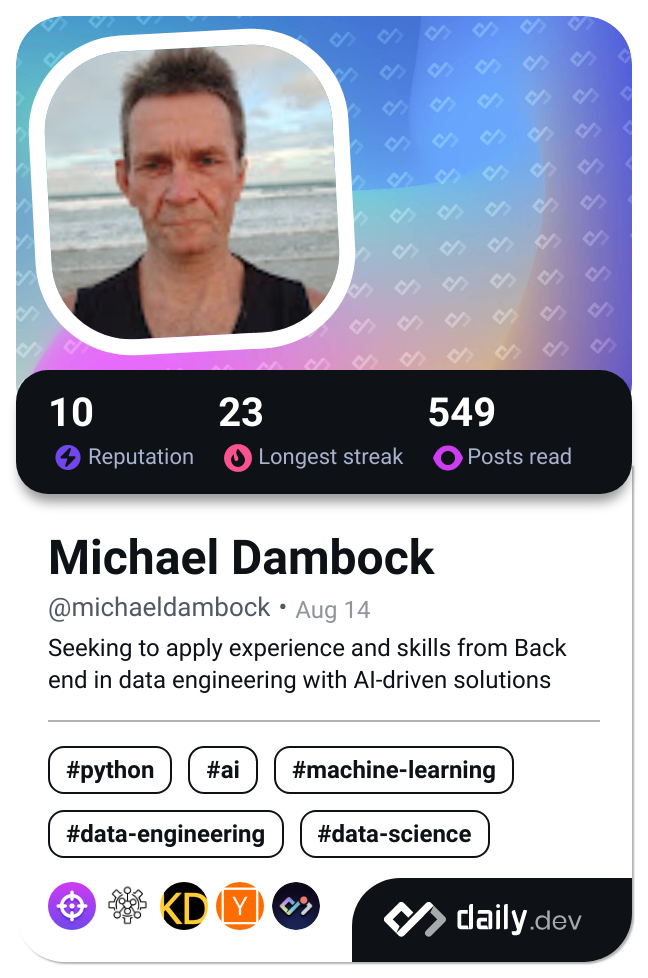 10 23 549
Reputation Longest streak Posts read
Michael Dambock
@michaeldambock • Aug 14
Seeking to apply experience and skills from Back
end in data engineering with AI-driven solutions
#python #ai #machine-learning
#data-engineering #data-science
KD Y daily.dev